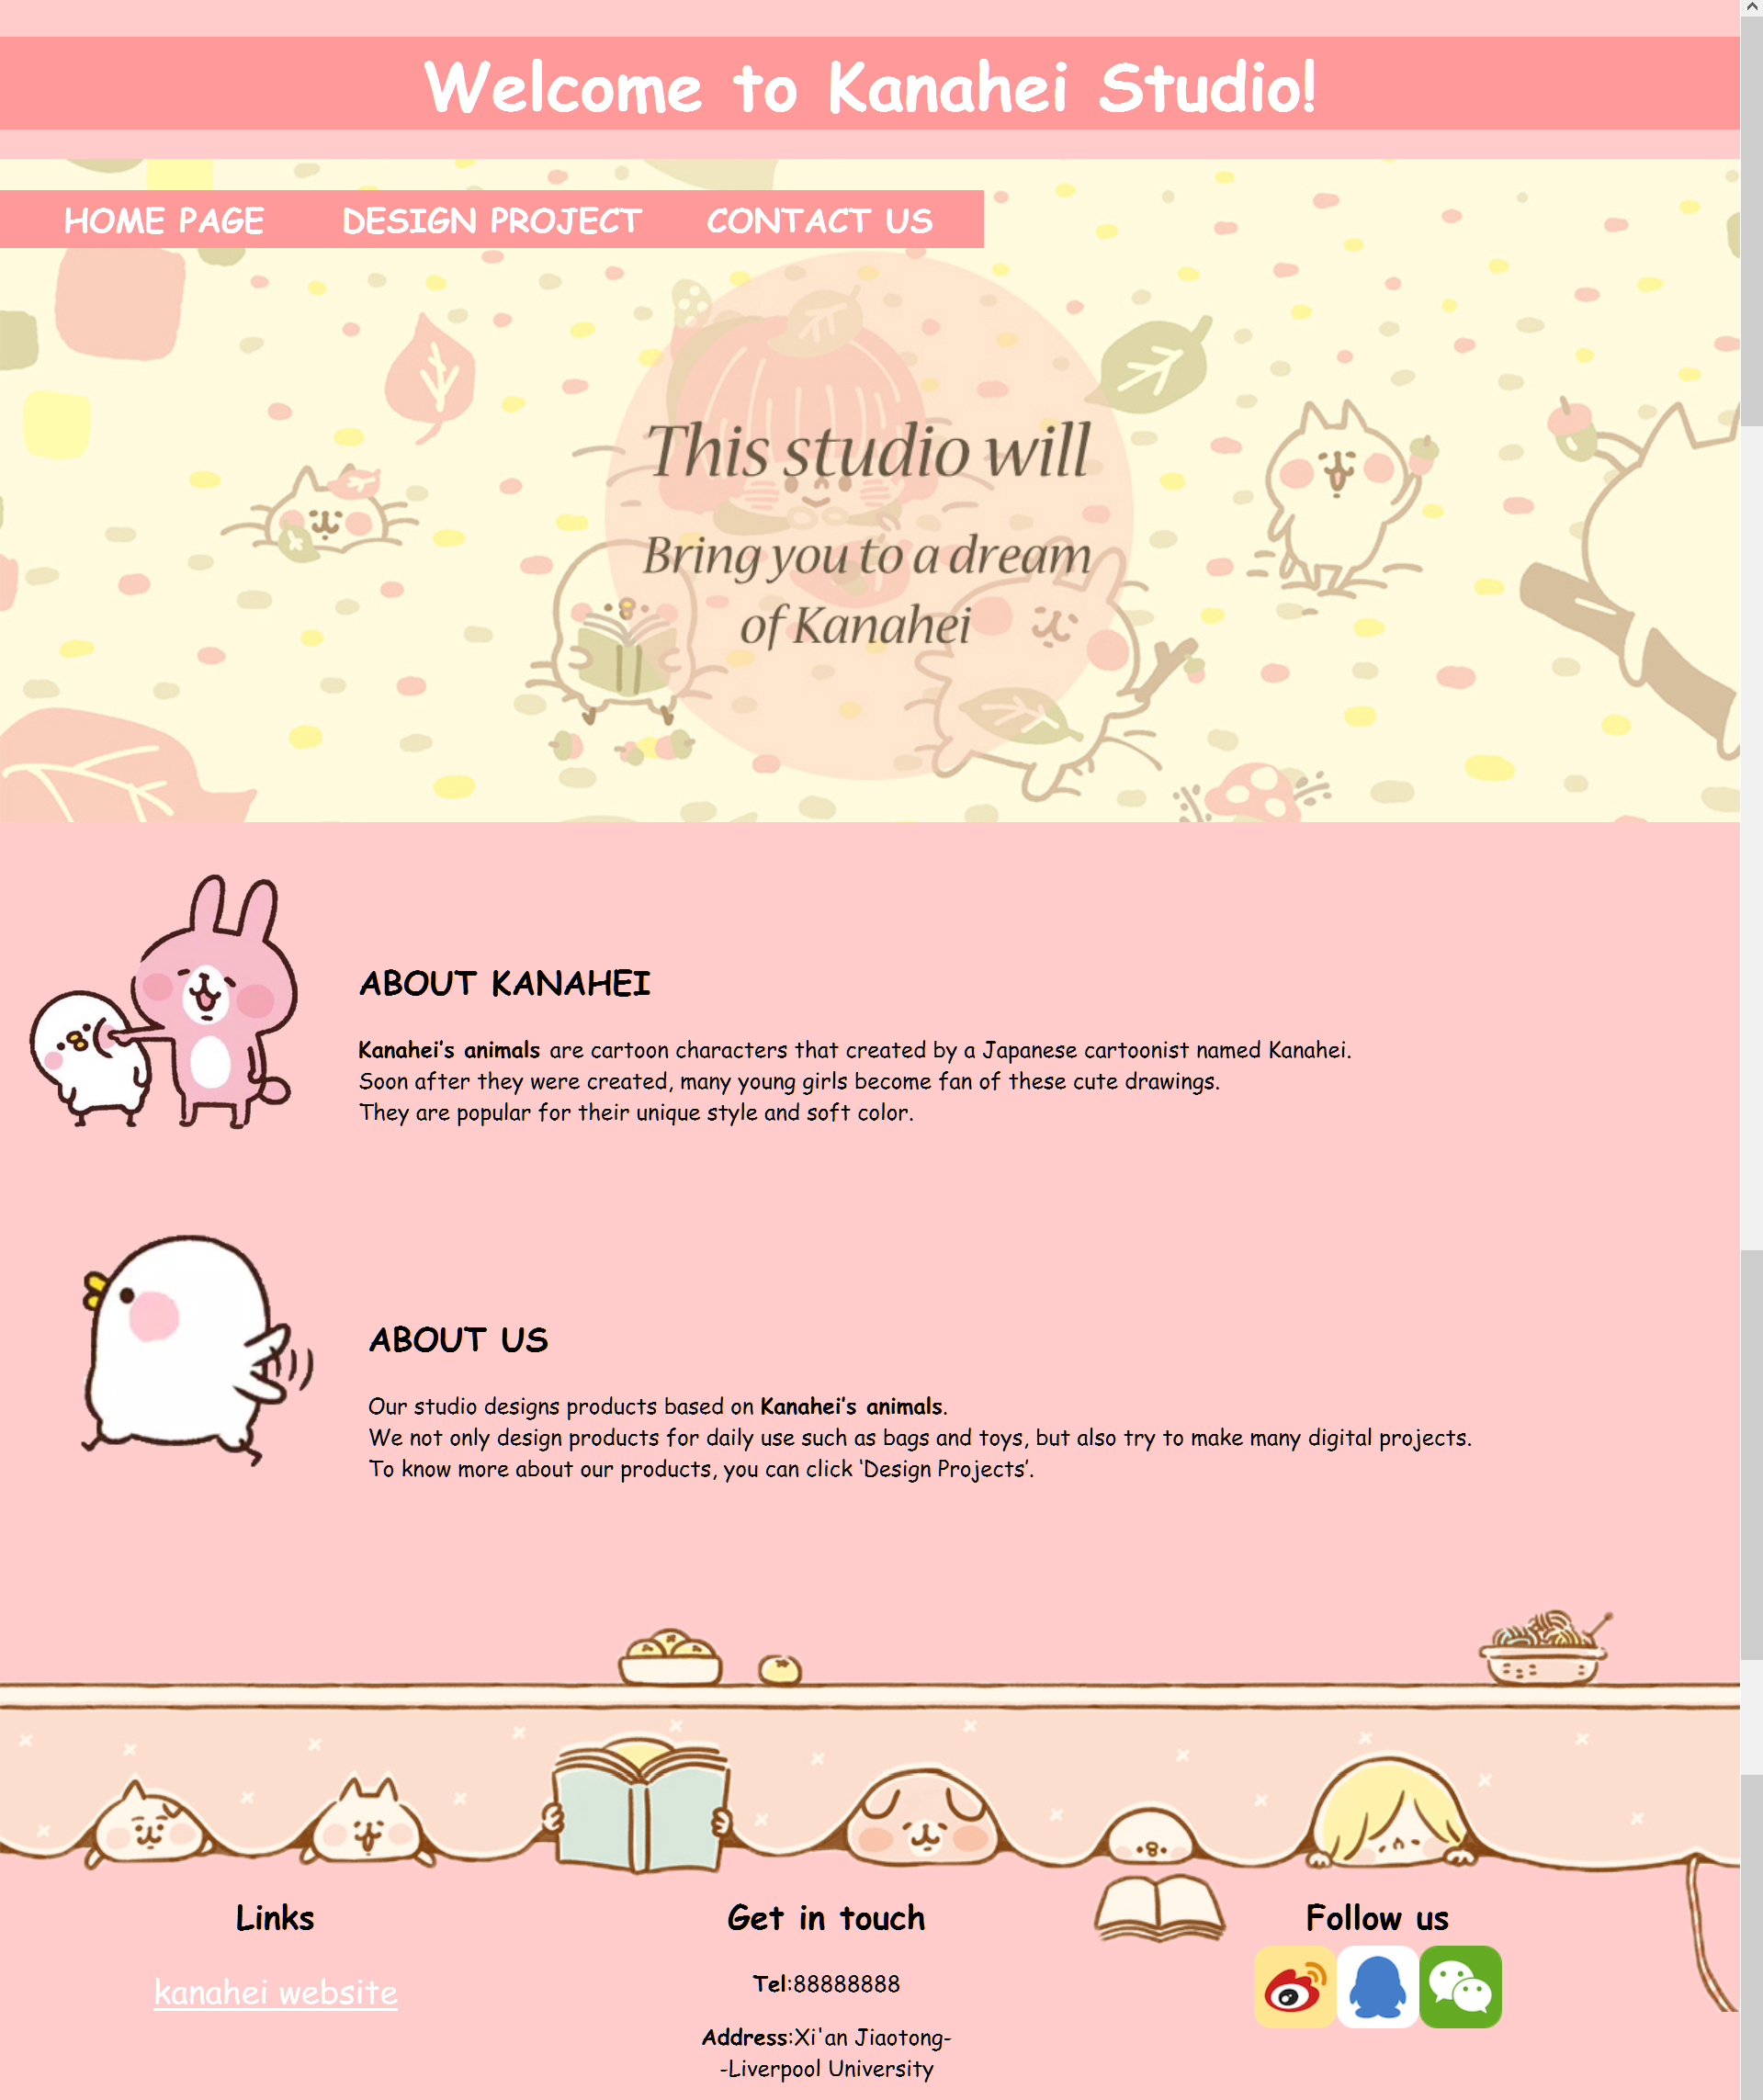 Welcome to Kanahei Studio!
HOME PAGE DESIGN PROJECT CONTACT US
This studio will
Bring you to a dream
of Kanahei
ABOUT KANAHEI
Kanahei's animals are cartoon characters that created by a Japanese cartoonist named Kanahei.
Soon after they were created, many young girls become fan of these cute drawings.
They are popular for their unique style and soft color.
ABOUT US
Our studio designs products based on Kanahei's animals.
We not only design products for daily use such as bags and toys, but also try to make many digital projects.
To know more about our products, you can click ‘Design Projects’.
Links
kanahei website
Get in touch
Tel:88888888
Address:Xi'an Jiaotong-
-Liverpool University
Follow us